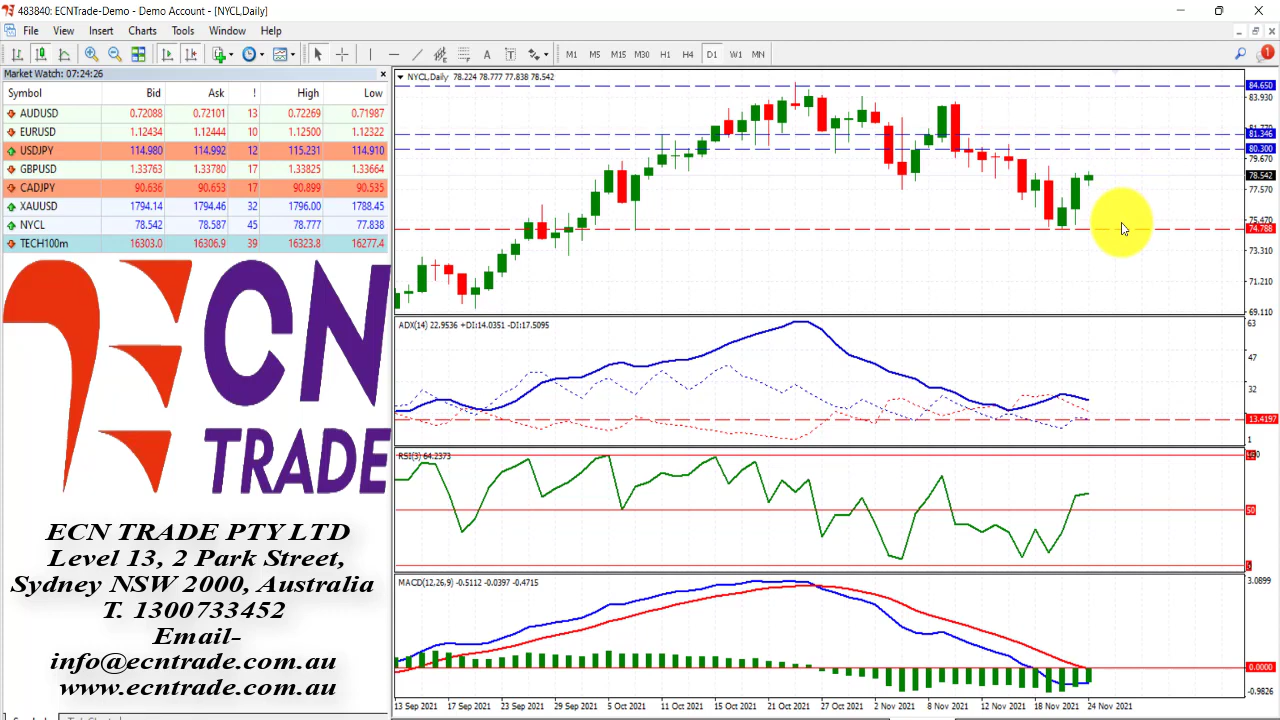 483840: ECNTrade-Demo - Demo Account - [NYCL,Daily]
File View Insert Charts Tools Window Help
M1 M5 M15 M30 H1 H4 D1 W1 MN
1
Market Watch: 07:24:26
Symbol Bid Ask ! High Low
AUDUSD 0.72088 0.72101 13 0.72269 0.71987
EURUSD 1.12434 1.12444 10 1.12500 1.12322
USDJPY 114.980 114.992 12 115.231 114.910
GBPUSD 1.33763 1.33780 17 1.33825 1.33664
CADJPY 90.636 90.653 17 90.899 90.535
XAUUSD 1794.14 1794.46 32 1796.00 1788.45
NYCL 78.542 78.587 45 78.777 77.838
TECH100m 16303.0 16306.9 39 16323.8 16277.4
ECN
TRADE
ECN TRADE PTY LTD
Level 13, 2 Park Street,
Sydney NSW 2000, Australia
T. 1300733452
Email-
info@ecntrade.com.au
www.ecntrade.com.au
NYCL,Daily 78.224 78.777 77.838 78.542
84.650
83.930
81.346
80.300
79.670
78.542
77.570
75.470
74.788
73.310
71.210
69.110
ADX(14) 22.9536 +DI:14.0351 -DI:17.5095
63
47
32
13.4197
1
RSI(3) 64.2373
50
MACD(12,26,9) -0.5112 -0.0397 -0.4715
3.0899
0.0000
-0.9826
13 Sep 2021 17 Sep 2021 23 Sep 2021 29 Sep 2021 5 Oct 2021 11 Oct 2021 15 Oct 2021 21 Oct 2021 27 Oct 2021 2 Nov 2021 8 Nov 2021 12 Nov 2021 18 Nov 2021 24 Nov 2021